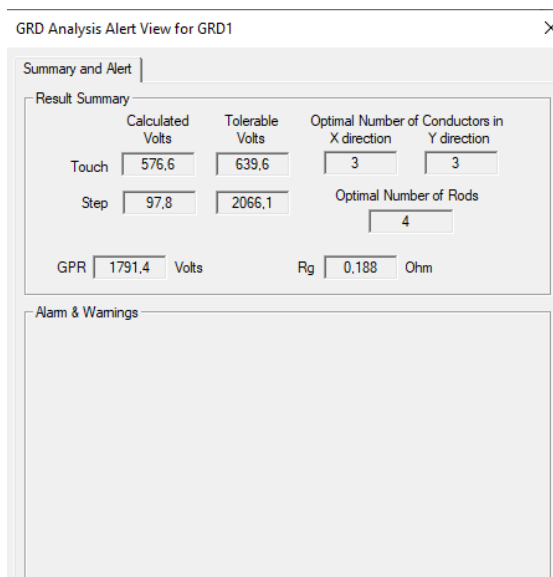 GRD Analysis Alert View for GRD1
Summary and Alert
Result Summary
Calculated Volts
Tolerable Volts
Optimal Number of Conductors in
X direction Y direction
Touch 576,6 639,6 3 3
Step 97,8 2066,1
Optimal Number of Rods
4
GPR 1791,4 Volts Rg 0,188 Ohm
Alarm & Warnings